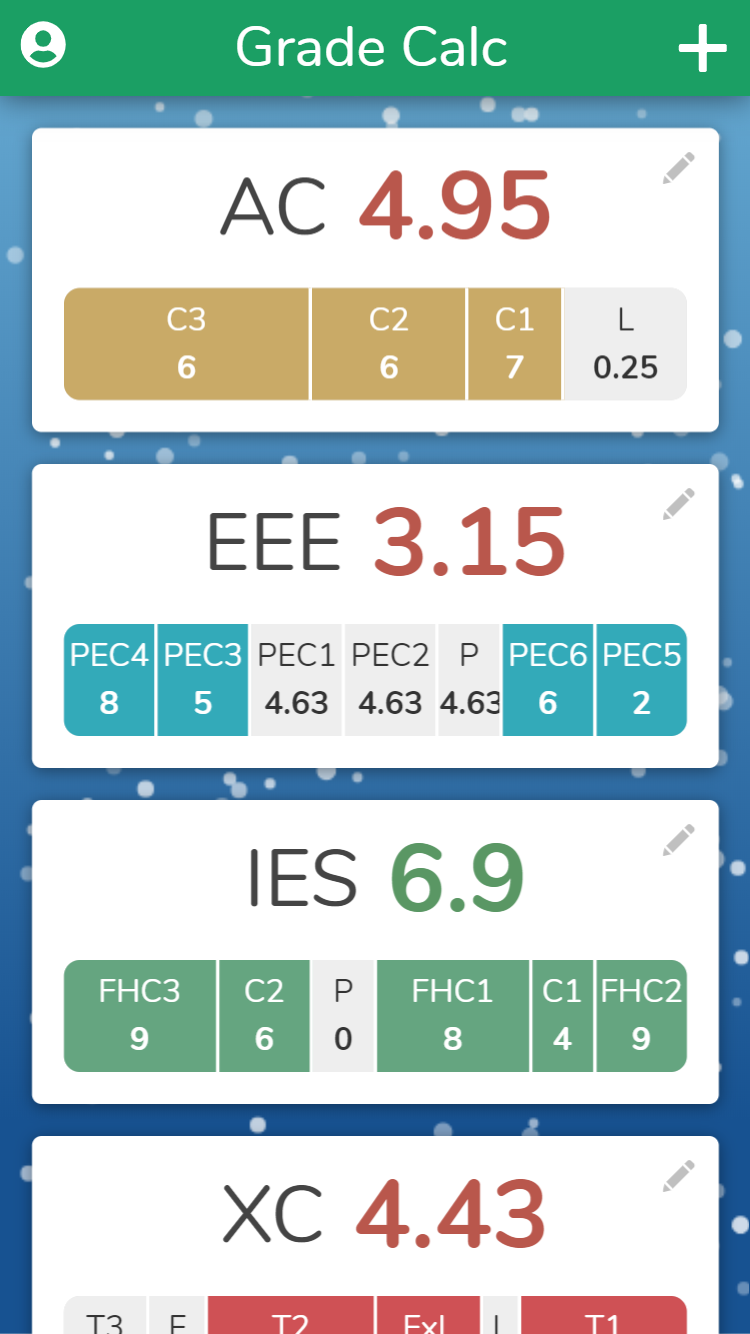 Grade Calc
AC 4.95
C3 C2 C1 L
6 6 7 0.25
EEE 3.15
PEC4 PEC3 PEC1 PEC2 P PEC6 PEC5
8 5 4.63 4.63 4.63 6 2
IES 6.9
FHC3 C2 P FHC1 C1 FHC2
9 6 0 8 4 9
XC 4.43
T3 T2 T1